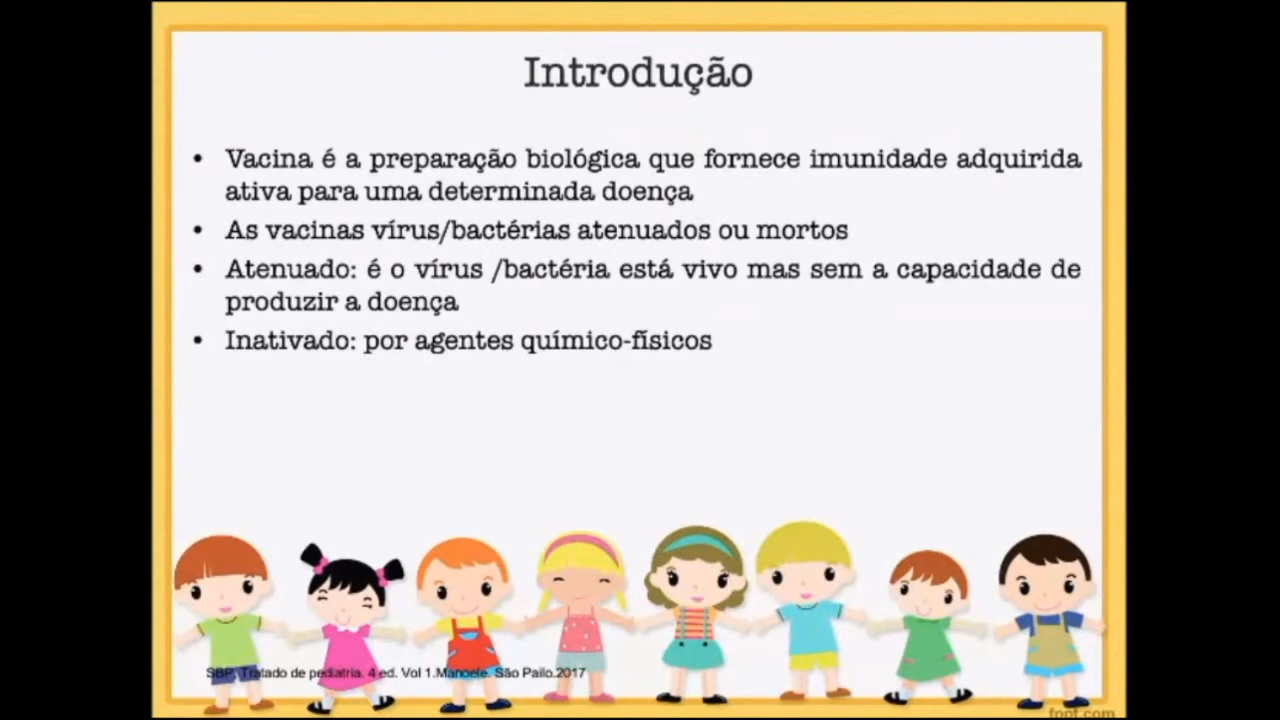 Introdução
• Vacina é a preparação biológica que fornece imunidade adquirida
ativa para uma determinada doença
• As vacinas vírus/bactérias atenuados ou mortos
• Atenuado: é o vírus /bactéria está vivo mas sem a capacidade de
produzir a doença
• Inativado: por agentes químico-físicos
SBP, Tratado de pediatria. 4 ed. Vol 1.Manoele. São Pailo.2017